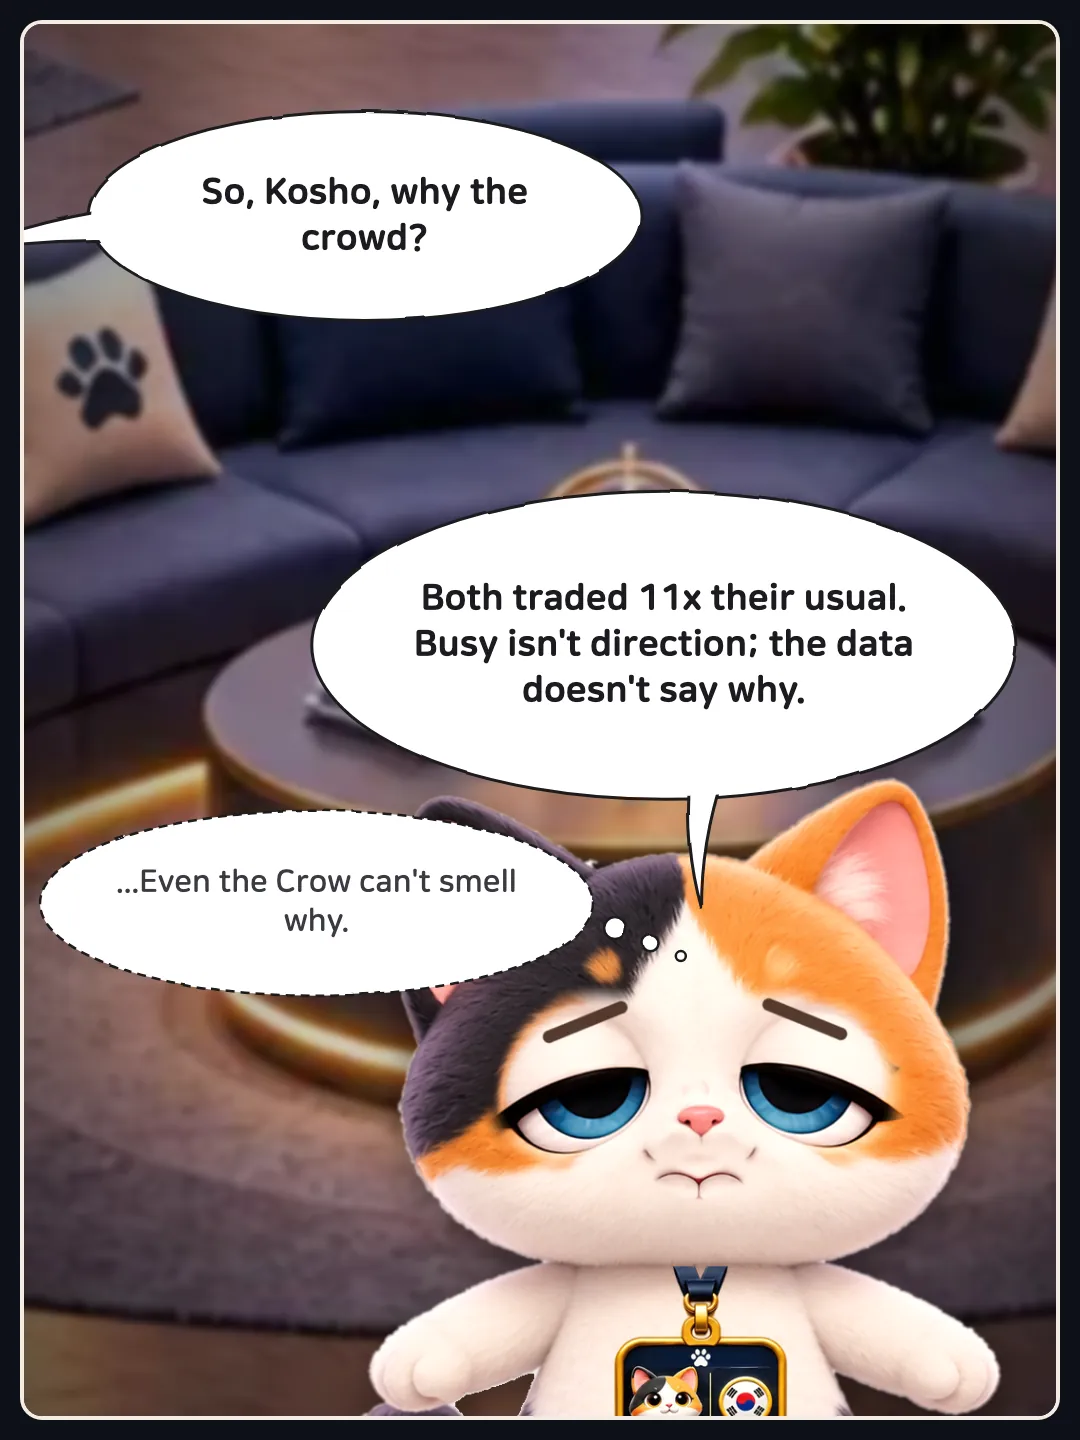 So, Kosho, why the
crowd?
Both traded 11x their usual.
Busy isn't direction; the data
doesn't say why.
...Even the Crow can't smell
why.